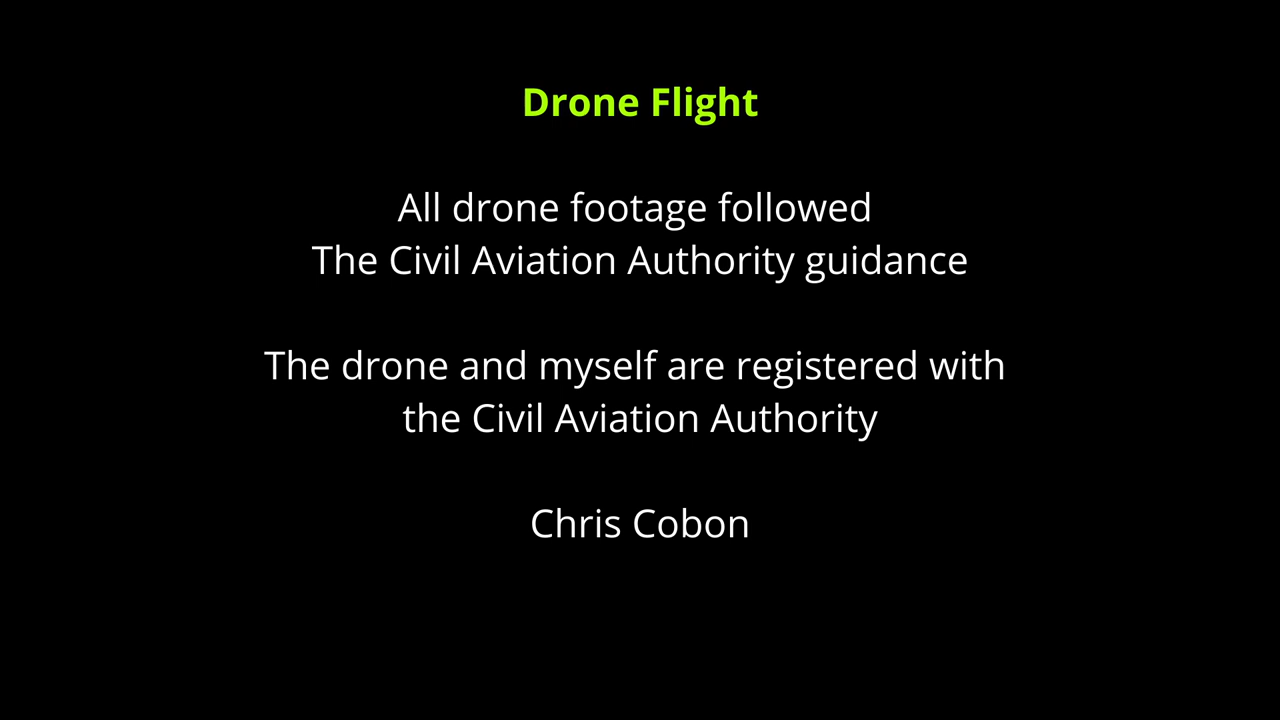 Drone Flight
All drone footage followed
The Civil Aviation Authority guidance
The drone and myself are registered with
the Civil Aviation Authority
Chris Cobon